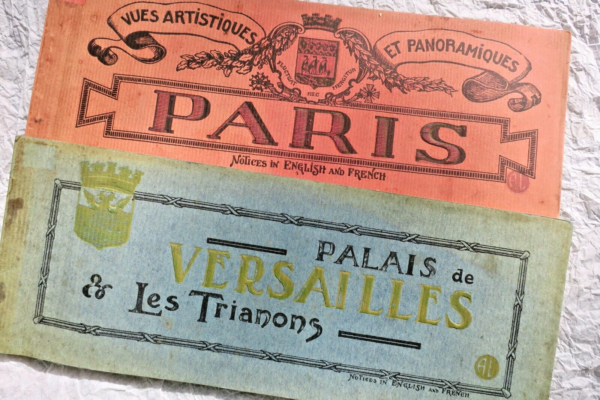 VUES ARTISTIQUES ET PANORAMIQUES
PARIS
NOTICES IN ENGLISH AND FRENCH
PALAIS de
VERSAILLES
& Les Trianons
NOTICES IN ENGLISH AND FRENCH